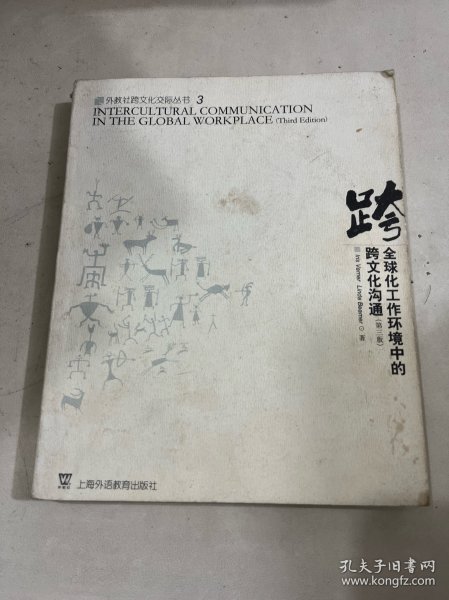 外教社跨文化交际丛书 3
INTERCULTURAL COMMUNICATION
IN THE GLOBAL WORKPLACE (Third Edition)
跨
全球化工作环境中的
跨文化沟通(第三版)
Iris Varner Linda Beamer 著
外教社
上海外语教育出版社
孔夫子旧书网
www.kongfz.com